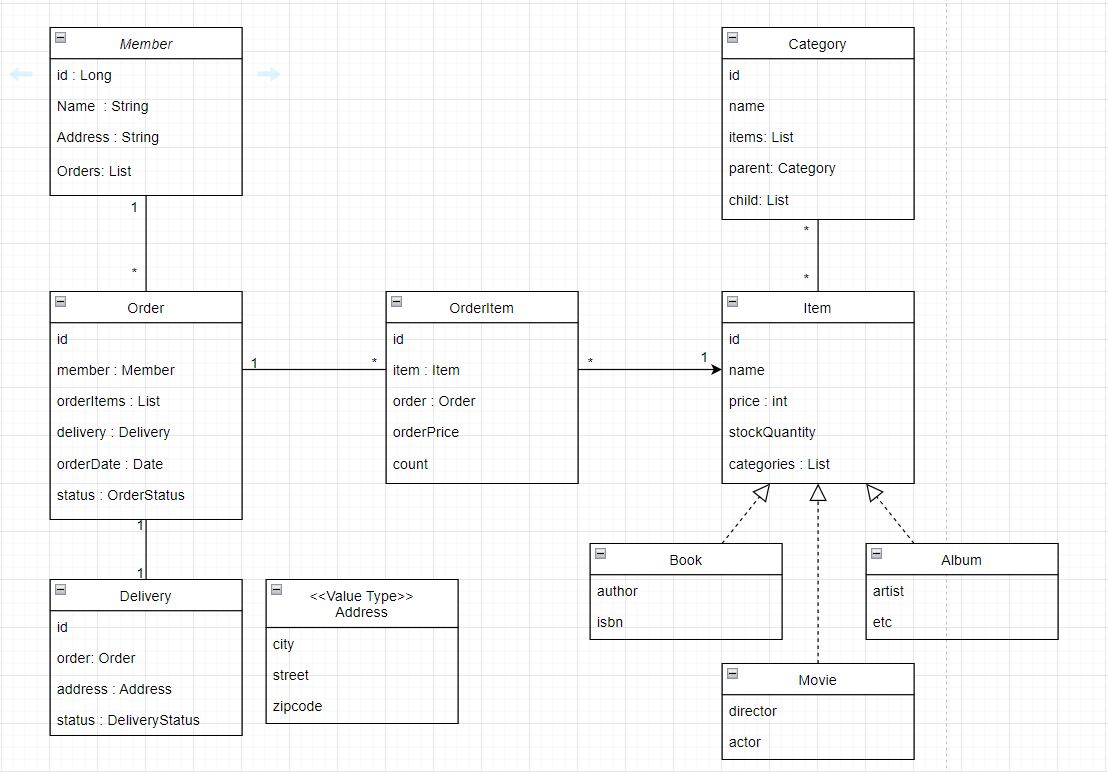 Member
id : Long
Name : String
Address : String
Orders: List
Category
id
name
items: List
parent: Category
child: List
1
*
*
*
Order
id
member : Member
orderItems : List
delivery : Delivery
orderDate : Date
status : OrderStatus
1
*
OrderItem
id
item : Item
order : Order
orderPrice
count
*
1
Item
id
name
price : int
stockQuantity
categories : List
1
1
Delivery
id
order: Order
address : Address
status : DeliveryStatus
<<Value Type>>
Address
city
street
zipcode
Book
author
isbn
Album
artist
etc
Movie
director
actor